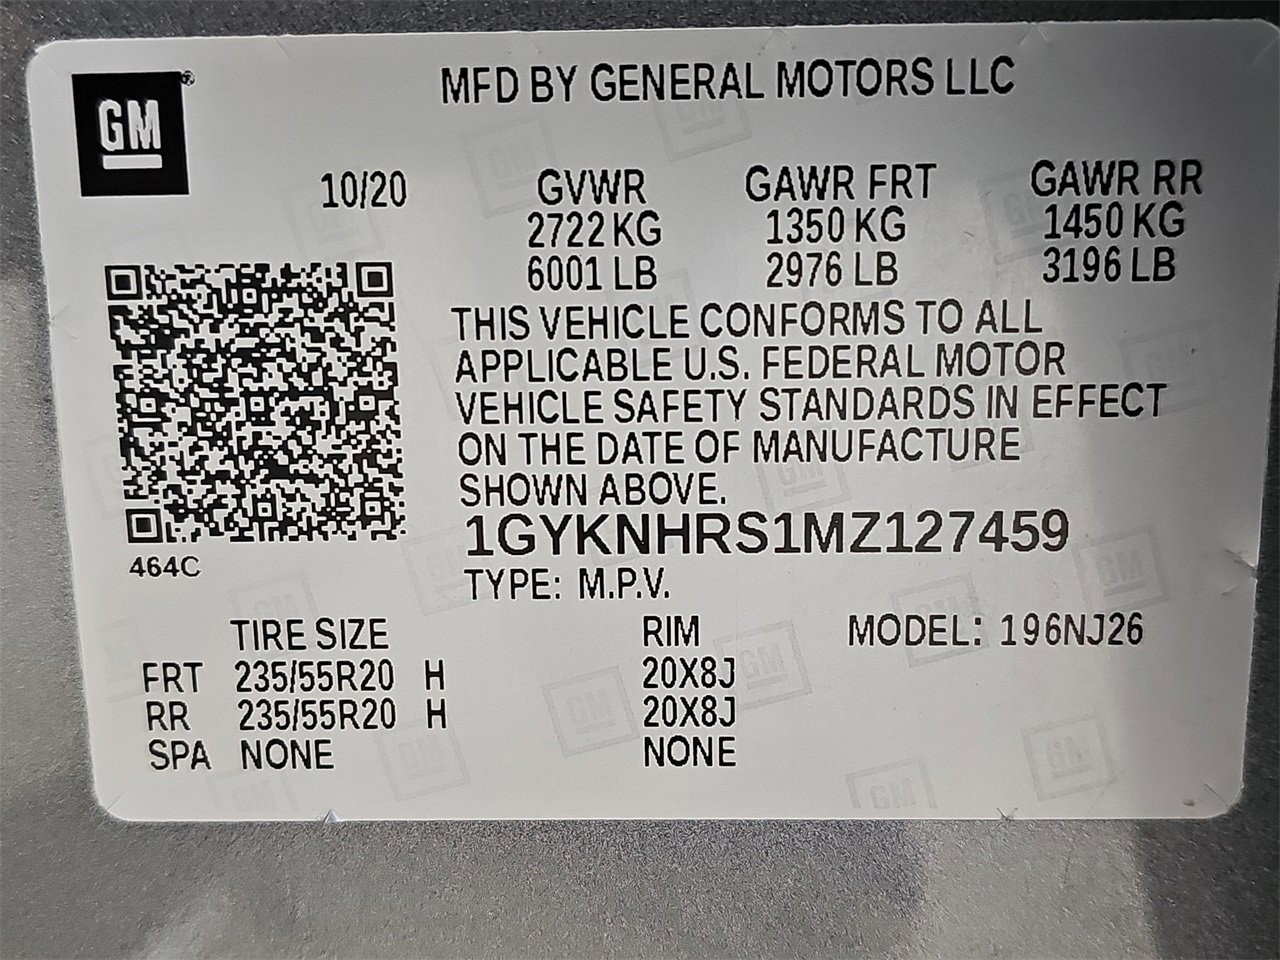 GM
MFD BY GENERAL MOTORS LLC
10/20 GVWR GAWR FRT GAWR RR
2722 KG 1350 KG 1450 KG
6001 LB 2976 LB 3196 LB
THIS VEHICLE CONFORMS TO ALL
APPLICABLE U.S. FEDERAL MOTOR
VEHICLE SAFETY STANDARDS IN EFFECT
ON THE DATE OF MANUFACTURE
SHOWN ABOVE.
1GYKNHRS1MZ127459
464C
TYPE: M.P.V.
TIRE SIZE RIM MODEL: 196NJ26
FRT 235/55R20 H 20X8J
RR 235/55R20 H 20X8J
SPA NONE NONE